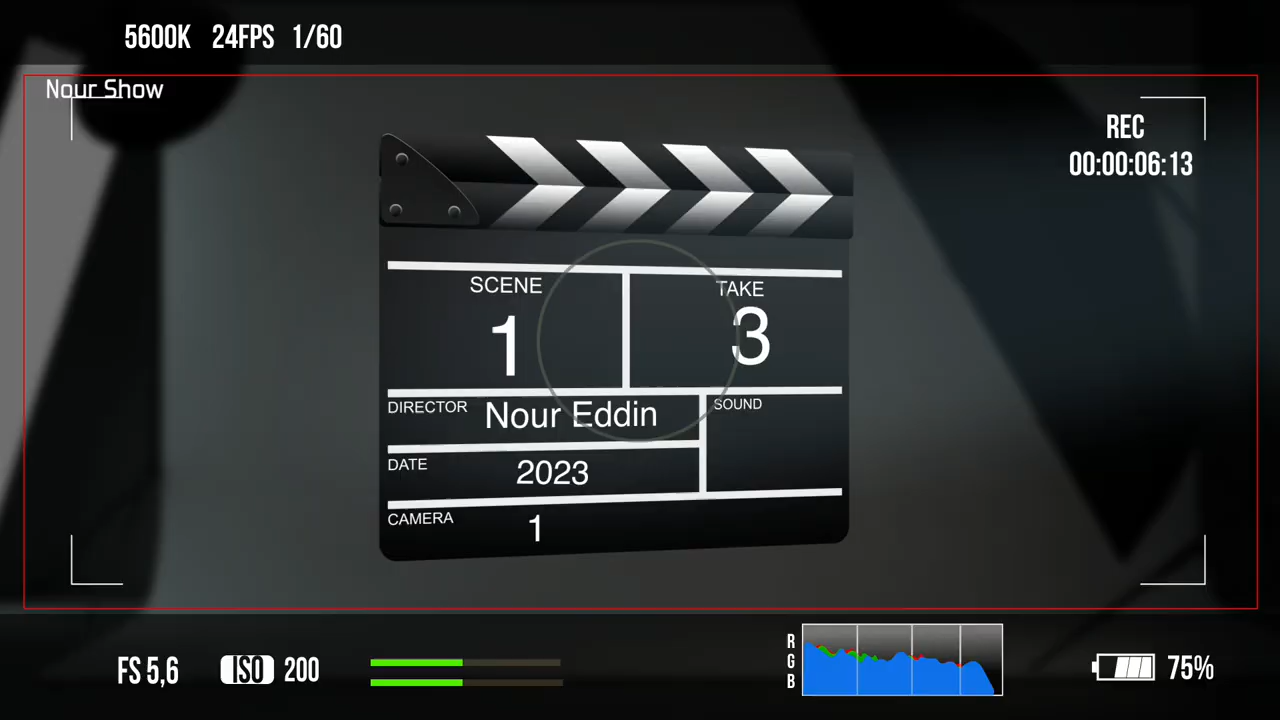 5600K 24FPS 1/60
Nour Show
REC
00:00:06:13
SCENE
1
TAKE
3
DIRECTOR Nour Eddin
SOUND
DATE 2023
CAMERA 1
FS 5,6 ISO 200
R
G
B
75%